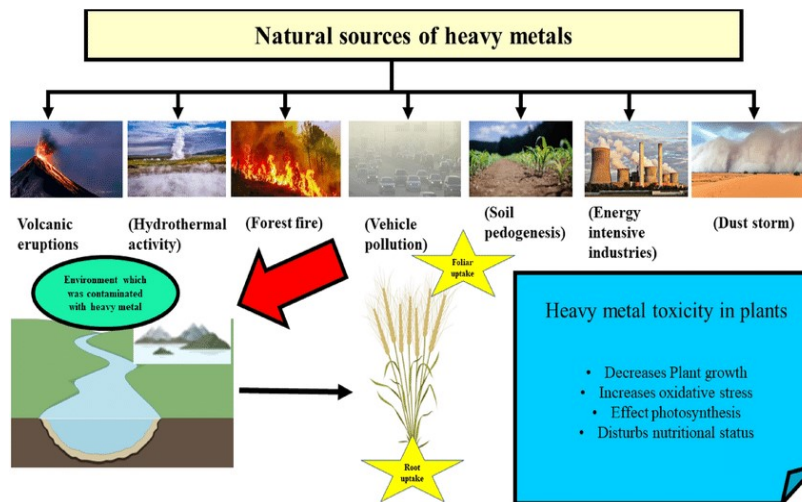 Natural sources of heavy metals
Volcanic
eruptions
(Hydrothermal
activity)
(Forest fire)
(Vehicle
pollution)
(Soil
pedogenesis)
(Energy
intensive
industries)
(Dust storm)
Environment which
was contaminated
with heavy metal
Foliar
uptake
Root
uptake
Heavy metal toxicity in plants
• Decreases Plant growth
• Increases oxidative stress
• Effect photosynthesis
• Disturbs nutritional status